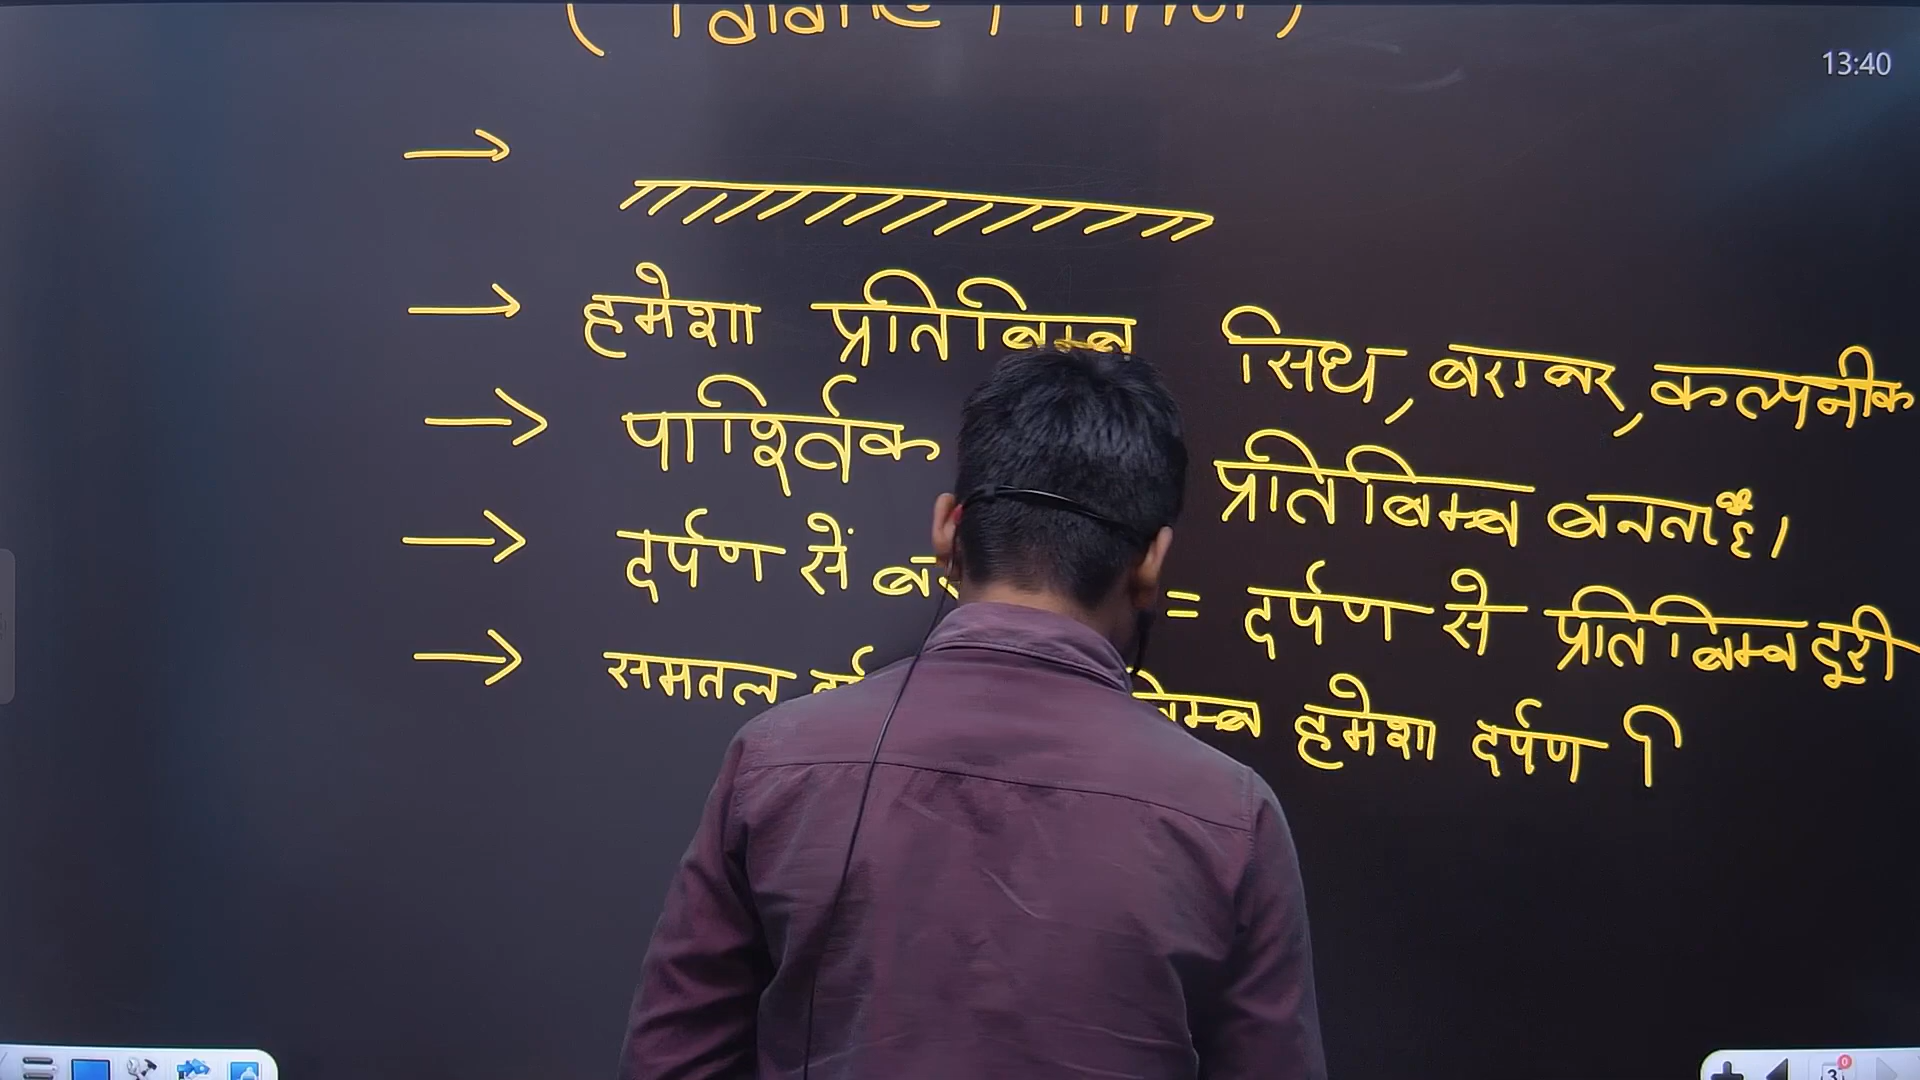 13:40
हमेशा प्रतिबिम्ब सिध, बराबर, कल्पनीक
पार्श्विक प्रतिबिम्ब बनता है।
दर्पण सें = दर्पण से प्रतिबिम्ब दूरी
समतल हमेशा दर्पण
3